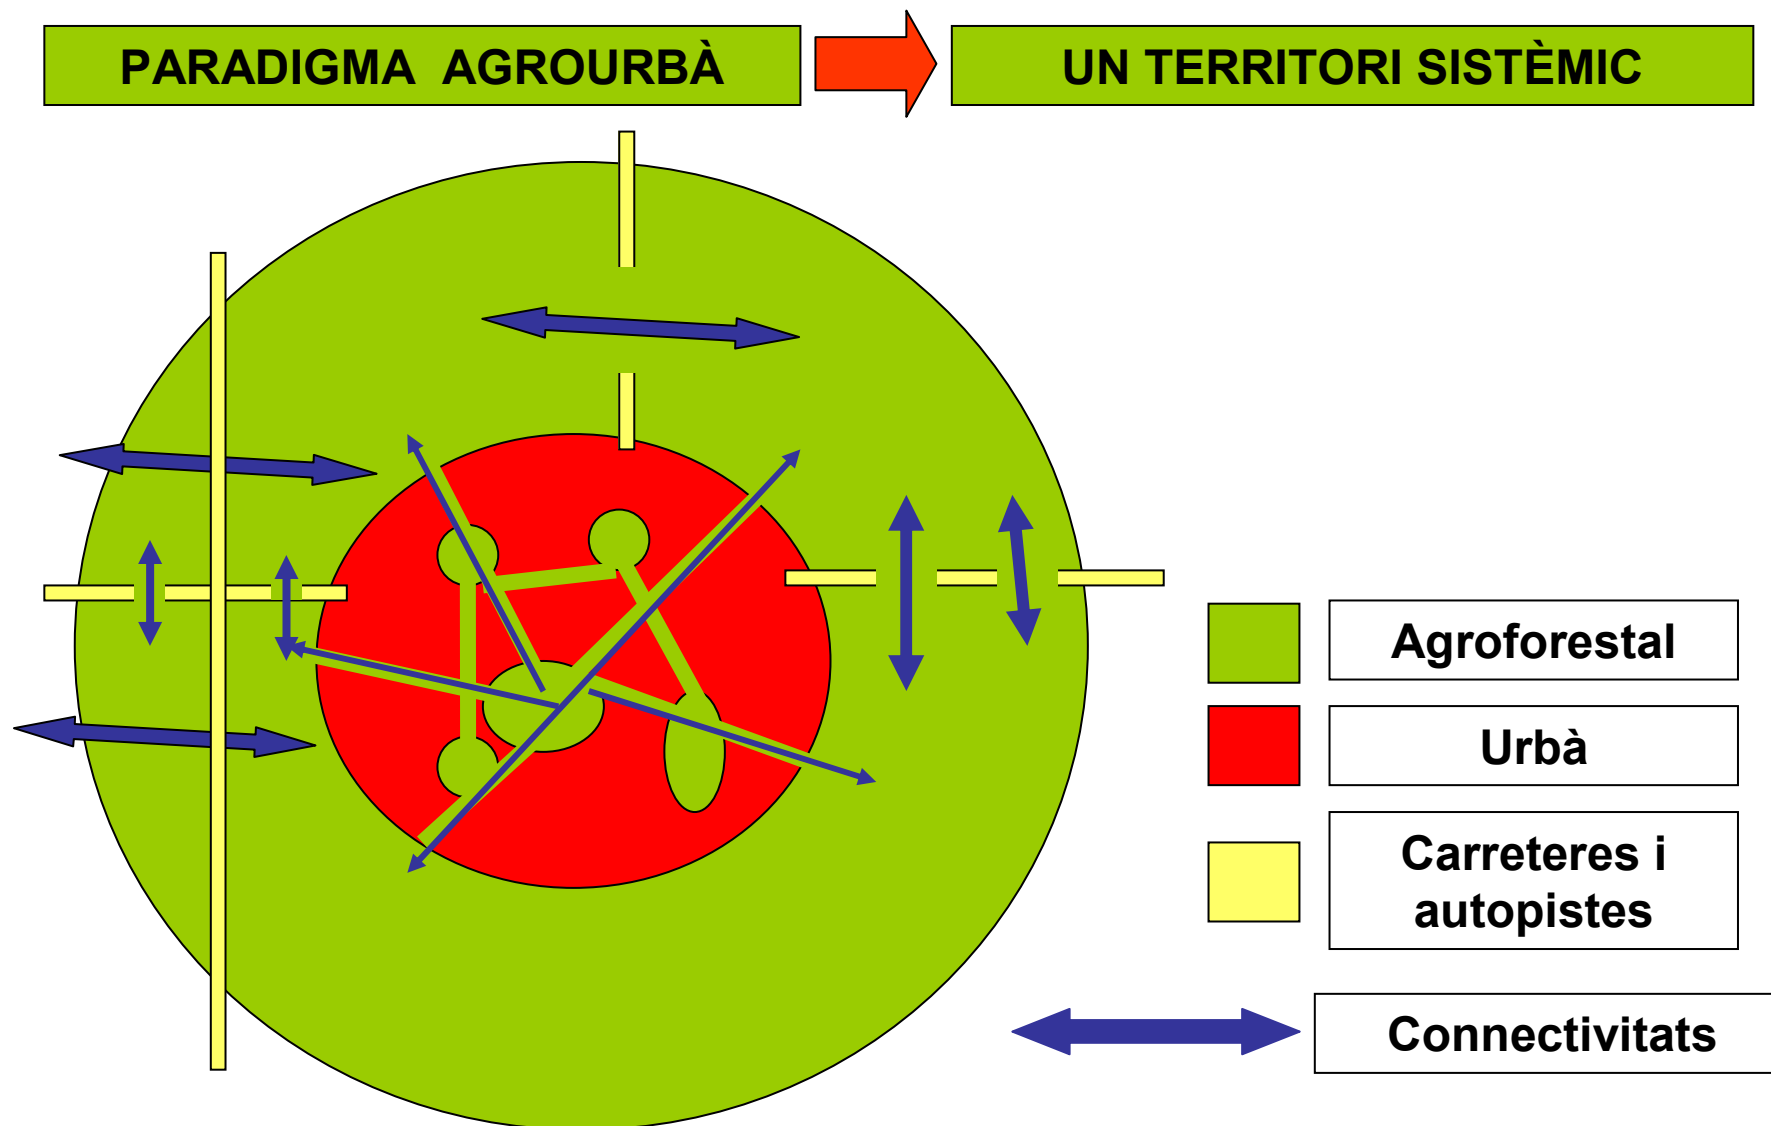 PARADIGMA AGROURBÀ
UN TERRITORI SISTÈMIC
Agroforestal
Urbà
Carreteres i
autopistes
Connectivitats